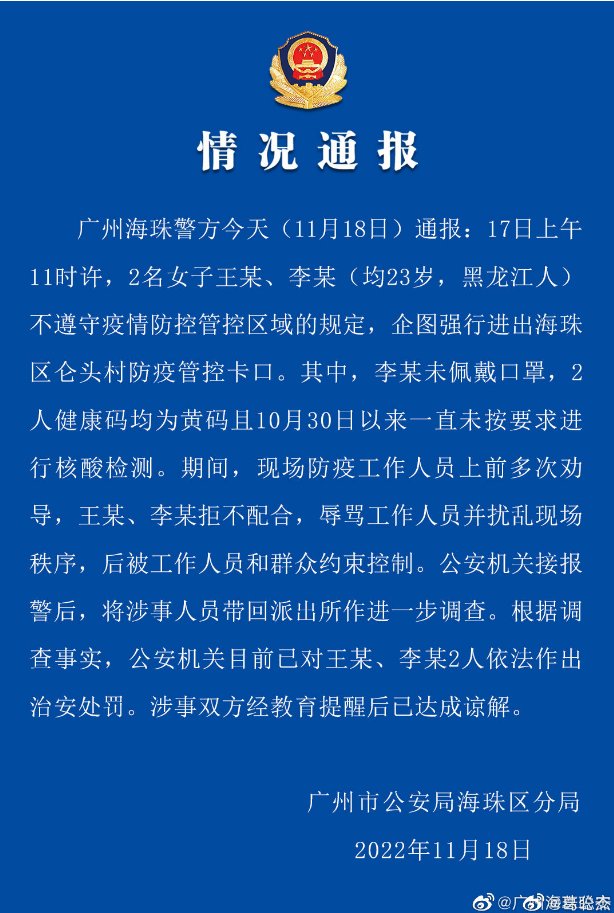 情况通报
广州海珠警方今天（11月18日）通报：17日上午
11时许，2名女子王某、李某（均23岁，黑龙江人）
不遵守疫情防控管控区域的规定，企图强行进出海珠
区仑头村防疫管控卡口。其中，李某未佩戴口罩，2
人健康码均为黄码且10月30日以来一直未按要求进
行核酸检测。期间，现场防疫工作人员上前多次劝
导，王某、李某拒不配合，辱骂工作人员并扰乱现场
秩序，后被工作人员和群众约束控制。公安机关接报
警后，将涉事人员带回派出所作进一步调查。根据调
查事实，公安机关目前已对王某、李某2人依法作出
治安处罚。涉事双方经教育提醒后已达成谅解。
广州市公安局海珠区分局
2022年11月18日
@广州海珠